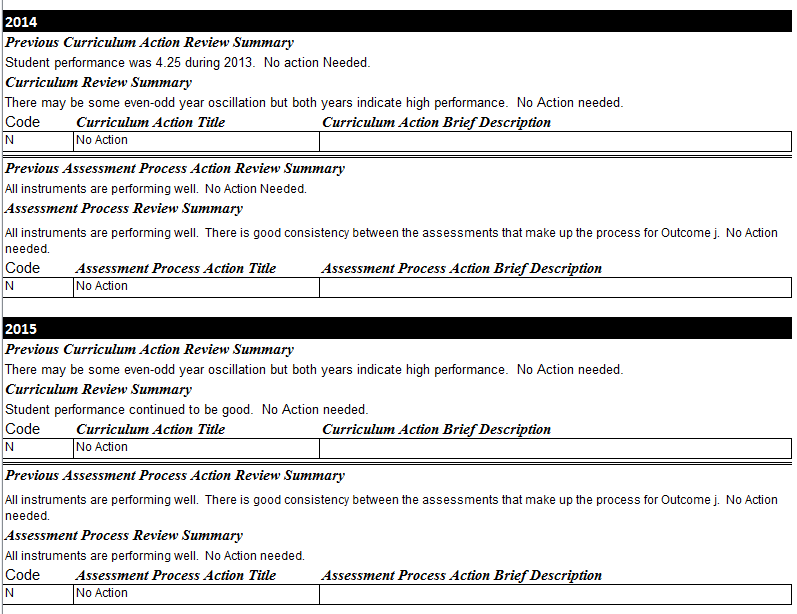 2014
Previous Curriculum Action Review Summary
Student performance was 4.25 during 2013.  No action Needed.
Curriculum Review Summary
There may be some even-odd year oscillation but both years indicate high performance.  No Action needed.
Code Curriculum Action Title Curriculum Action Brief Description
N No Action
Previous Assessment Process Action Review Summary
All instruments are performing well.  No Action Needed.
Assessment Process Review Summary
All instruments are performing well.  There is good consistency between the assessments that make up the process for Outcome j.  No Action
needed.
Code Assessment Process Action Title Assessment Process Action Brief Description
N No Action
2015
Previous Curriculum Action Review Summary
There may be some even-odd year oscillation but both years indicate high performance.  No Action needed.
Curriculum Review Summary
Student performance continued to be good.  No Action needed.
Code Curriculum Action Title Curriculum Action Brief Description
N No Action
Previous Assessment Process Action Review Summary
All instruments are performing well.  There is good consistency between the assessments that make up the process for Outcome j.  No Action
needed.
Assessment Process Review Summary
All instruments are performing well.  No Action needed.
Code Assessment Process Action Title Assessment Process Action Brief Description
N No Action